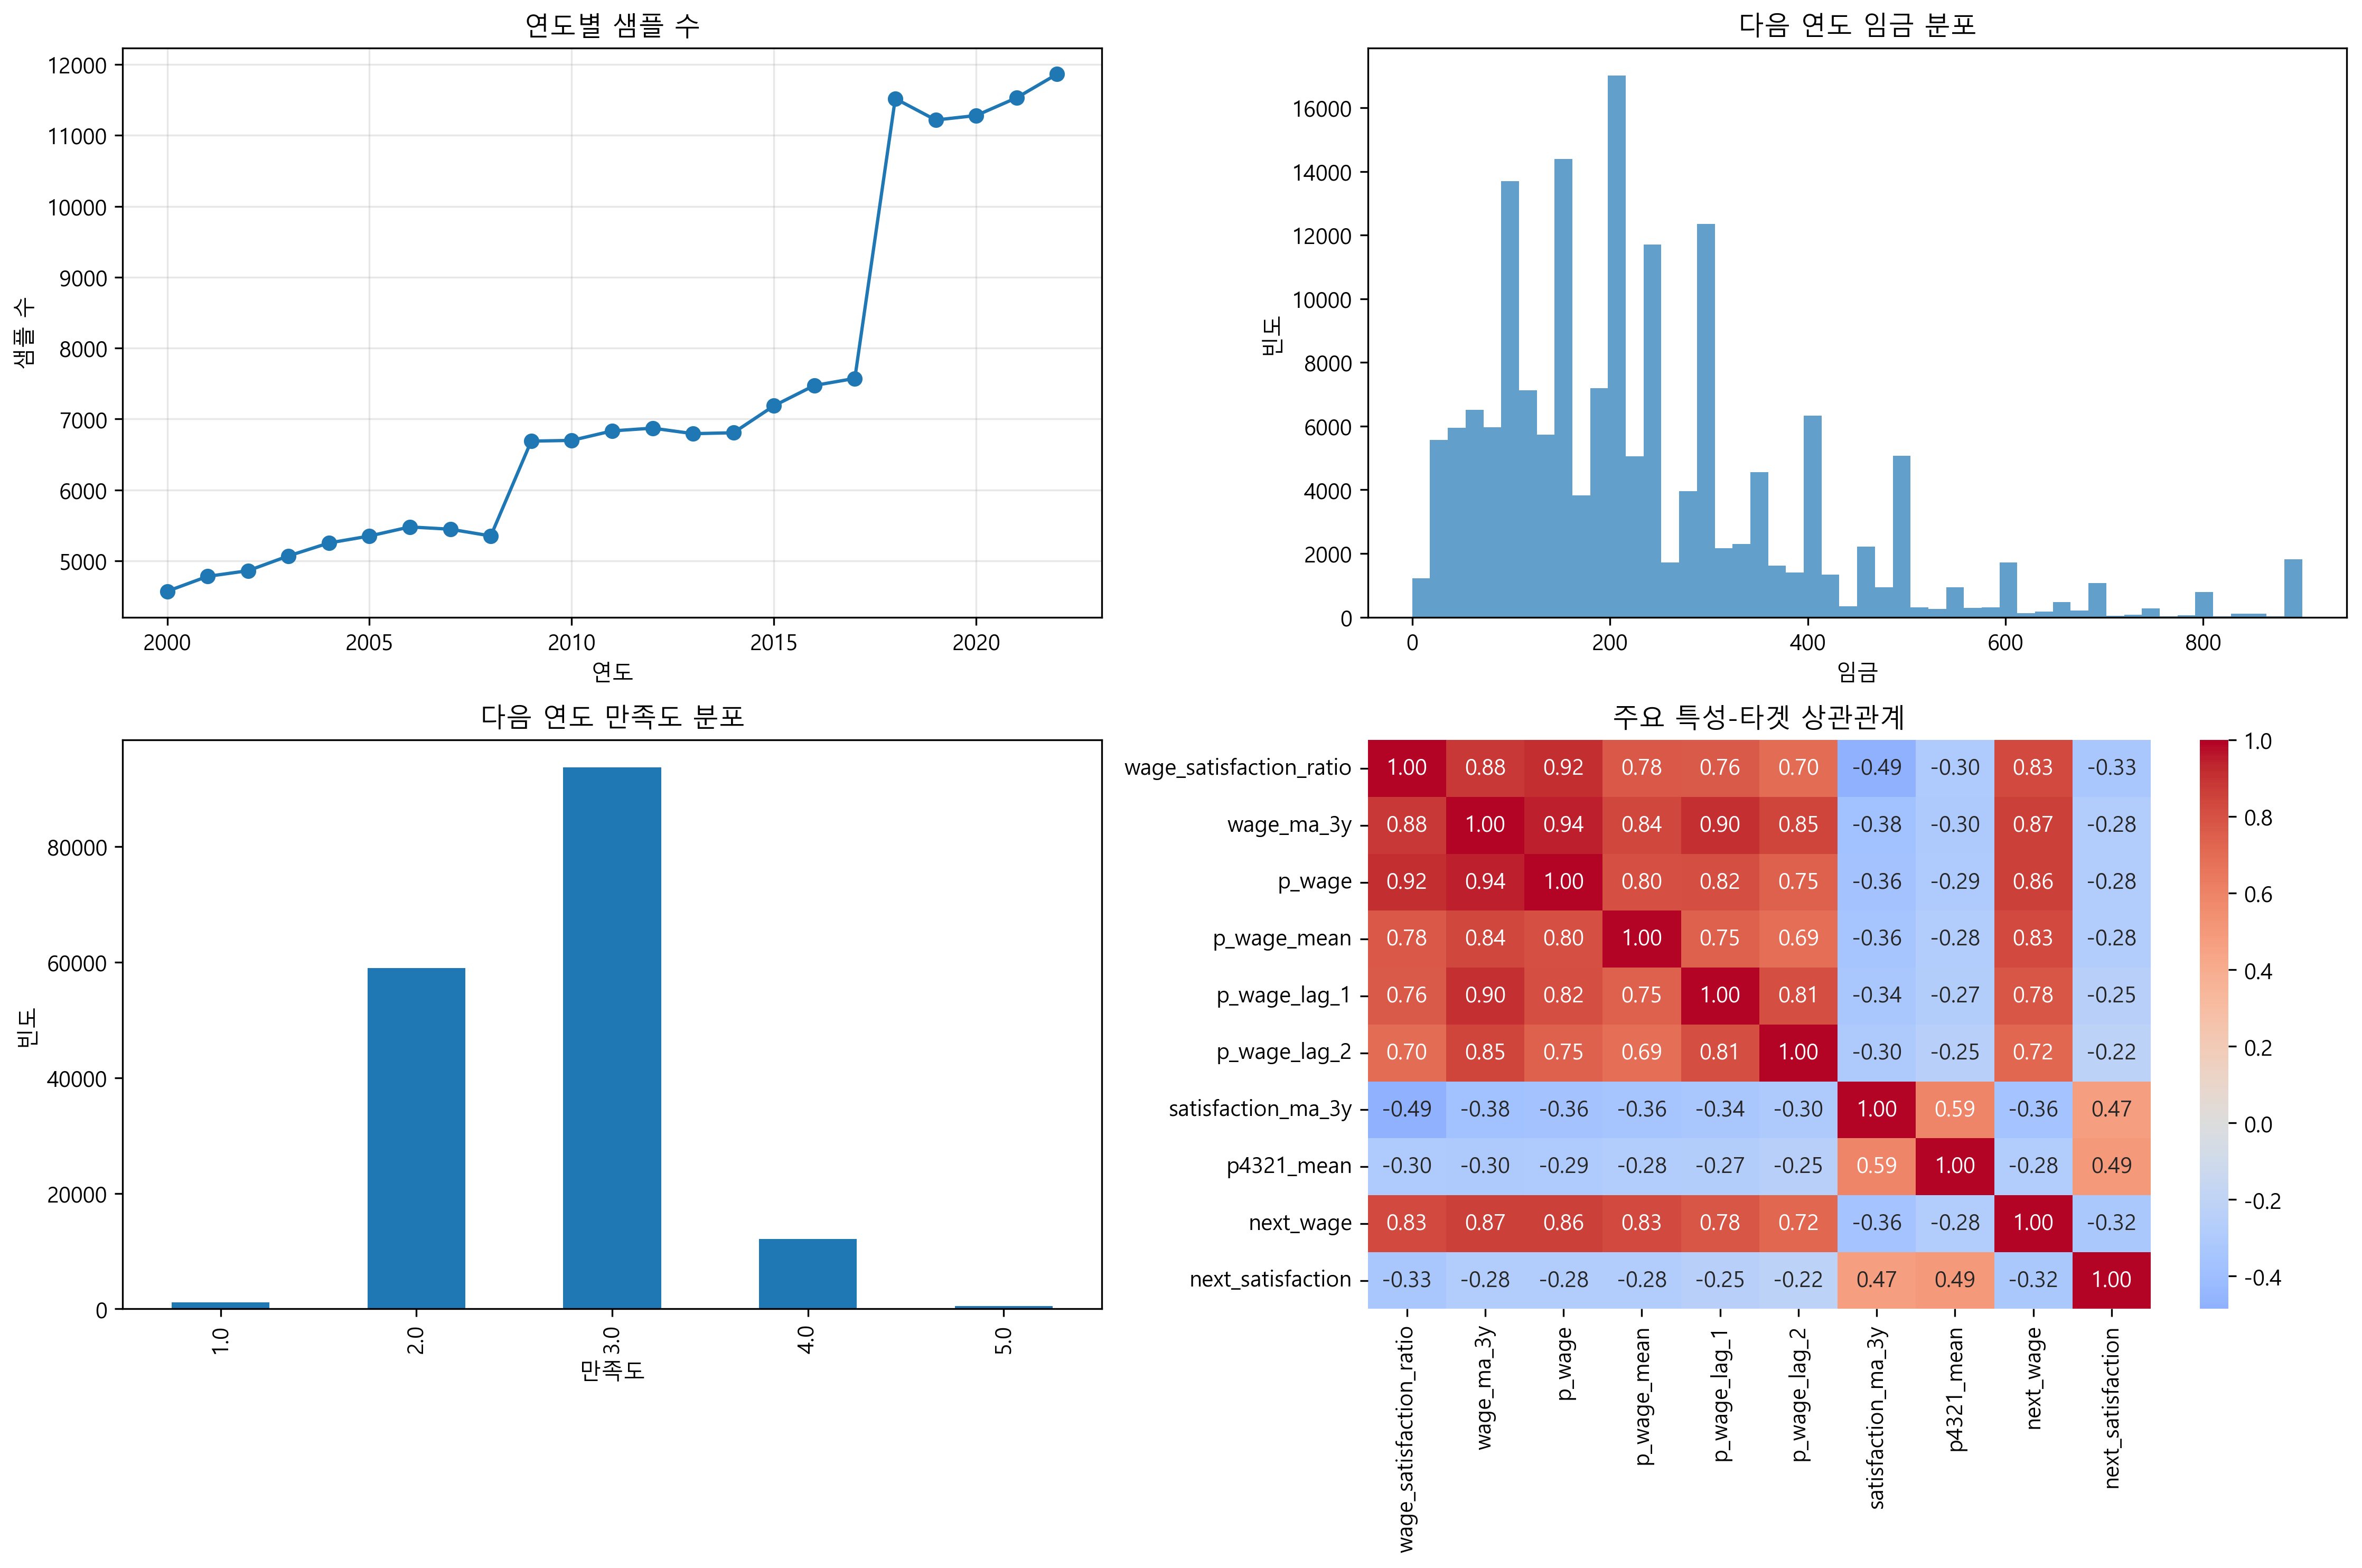 연도별 샘플 수
12000
11000
10000
9000
8000
7000
6000
5000
샘플 수
2000 2005 2010 2015 2020
연도
다음 연도 임금 분포
16000
14000
12000
10000
8000
6000
4000
2000
0
빈도
0 200 400 600 800
임금
다음 연도 만족도 분포
80000
60000
40000
20000
0
빈도
1.0 2.0 3.0 4.0 5.0
만족도
주요 특성-타겟 상관관계
wage_satisfaction_ratio 1.00 0.88 0.92 0.78 0.76 0.70 -0.49 -0.30 0.83 -0.33
wage_ma_3y 0.88 1.00 0.94 0.84 0.90 0.85 -0.38 -0.30 0.87 -0.28
p_wage 0.92 0.94 1.00 0.80 0.82 0.75 -0.36 -0.29 0.86 -0.28
p_wage_mean 0.78 0.84 0.80 1.00 0.75 0.69 -0.36 -0.28 0.83 -0.28
p_wage_lag_1 0.76 0.90 0.82 0.75 1.00 0.81 -0.34 -0.27 0.78 -0.25
p_wage_lag_2 0.70 0.85 0.75 0.69 0.81 1.00 -0.30 -0.25 0.72 -0.22
satisfaction_ma_3y -0.49 -0.38 -0.36 -0.36 -0.34 -0.30 1.00 0.59 -0.36 0.47
p4321_mean -0.30 -0.30 -0.29 -0.28 -0.27 -0.25 0.59 1.00 -0.28 0.49
next_wage 0.83 0.87 0.86 0.83 0.78 0.72 -0.36 -0.28 1.00 -0.32
next_satisfaction -0.33 -0.28 -0.28 -0.28 -0.25 -0.22 0.47 0.49 -0.32 1.00
wage_satisfaction_ratio
wage_ma_3y
p_wage
p_wage_mean
p_wage_lag_1
p_wage_lag_2
satisfaction_ma_3y
p4321_mean
next_wage
next_satisfaction
1.0
0.8
0.6
0.4
0.2
0.0
-0.2
-0.4